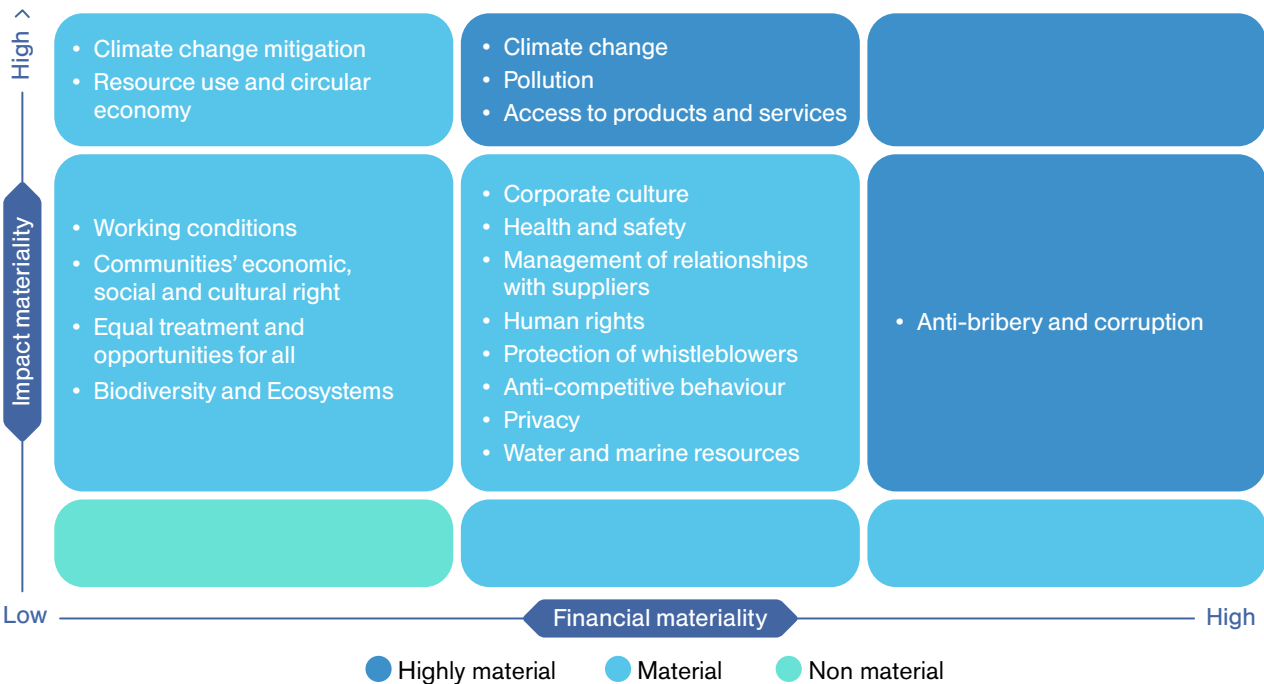 High
• Climate change mitigation
• Resource use and circular
economy
• Climate change
• Pollution
• Access to products and services
Impact materiality
• Working conditions
• Communities’ economic,
social and cultural right
• Equal treatment and
opportunities for all
• Biodiversity and Ecosystems
• Corporate culture
• Health and safety
• Management of relationships
with suppliers
• Human rights
• Protection of whistleblowers
• Anti-competitive behaviour
• Privacy
• Water and marine resources
• Anti-bribery and corruption
Low
Financial materiality
High
Highly material
Material
Non material